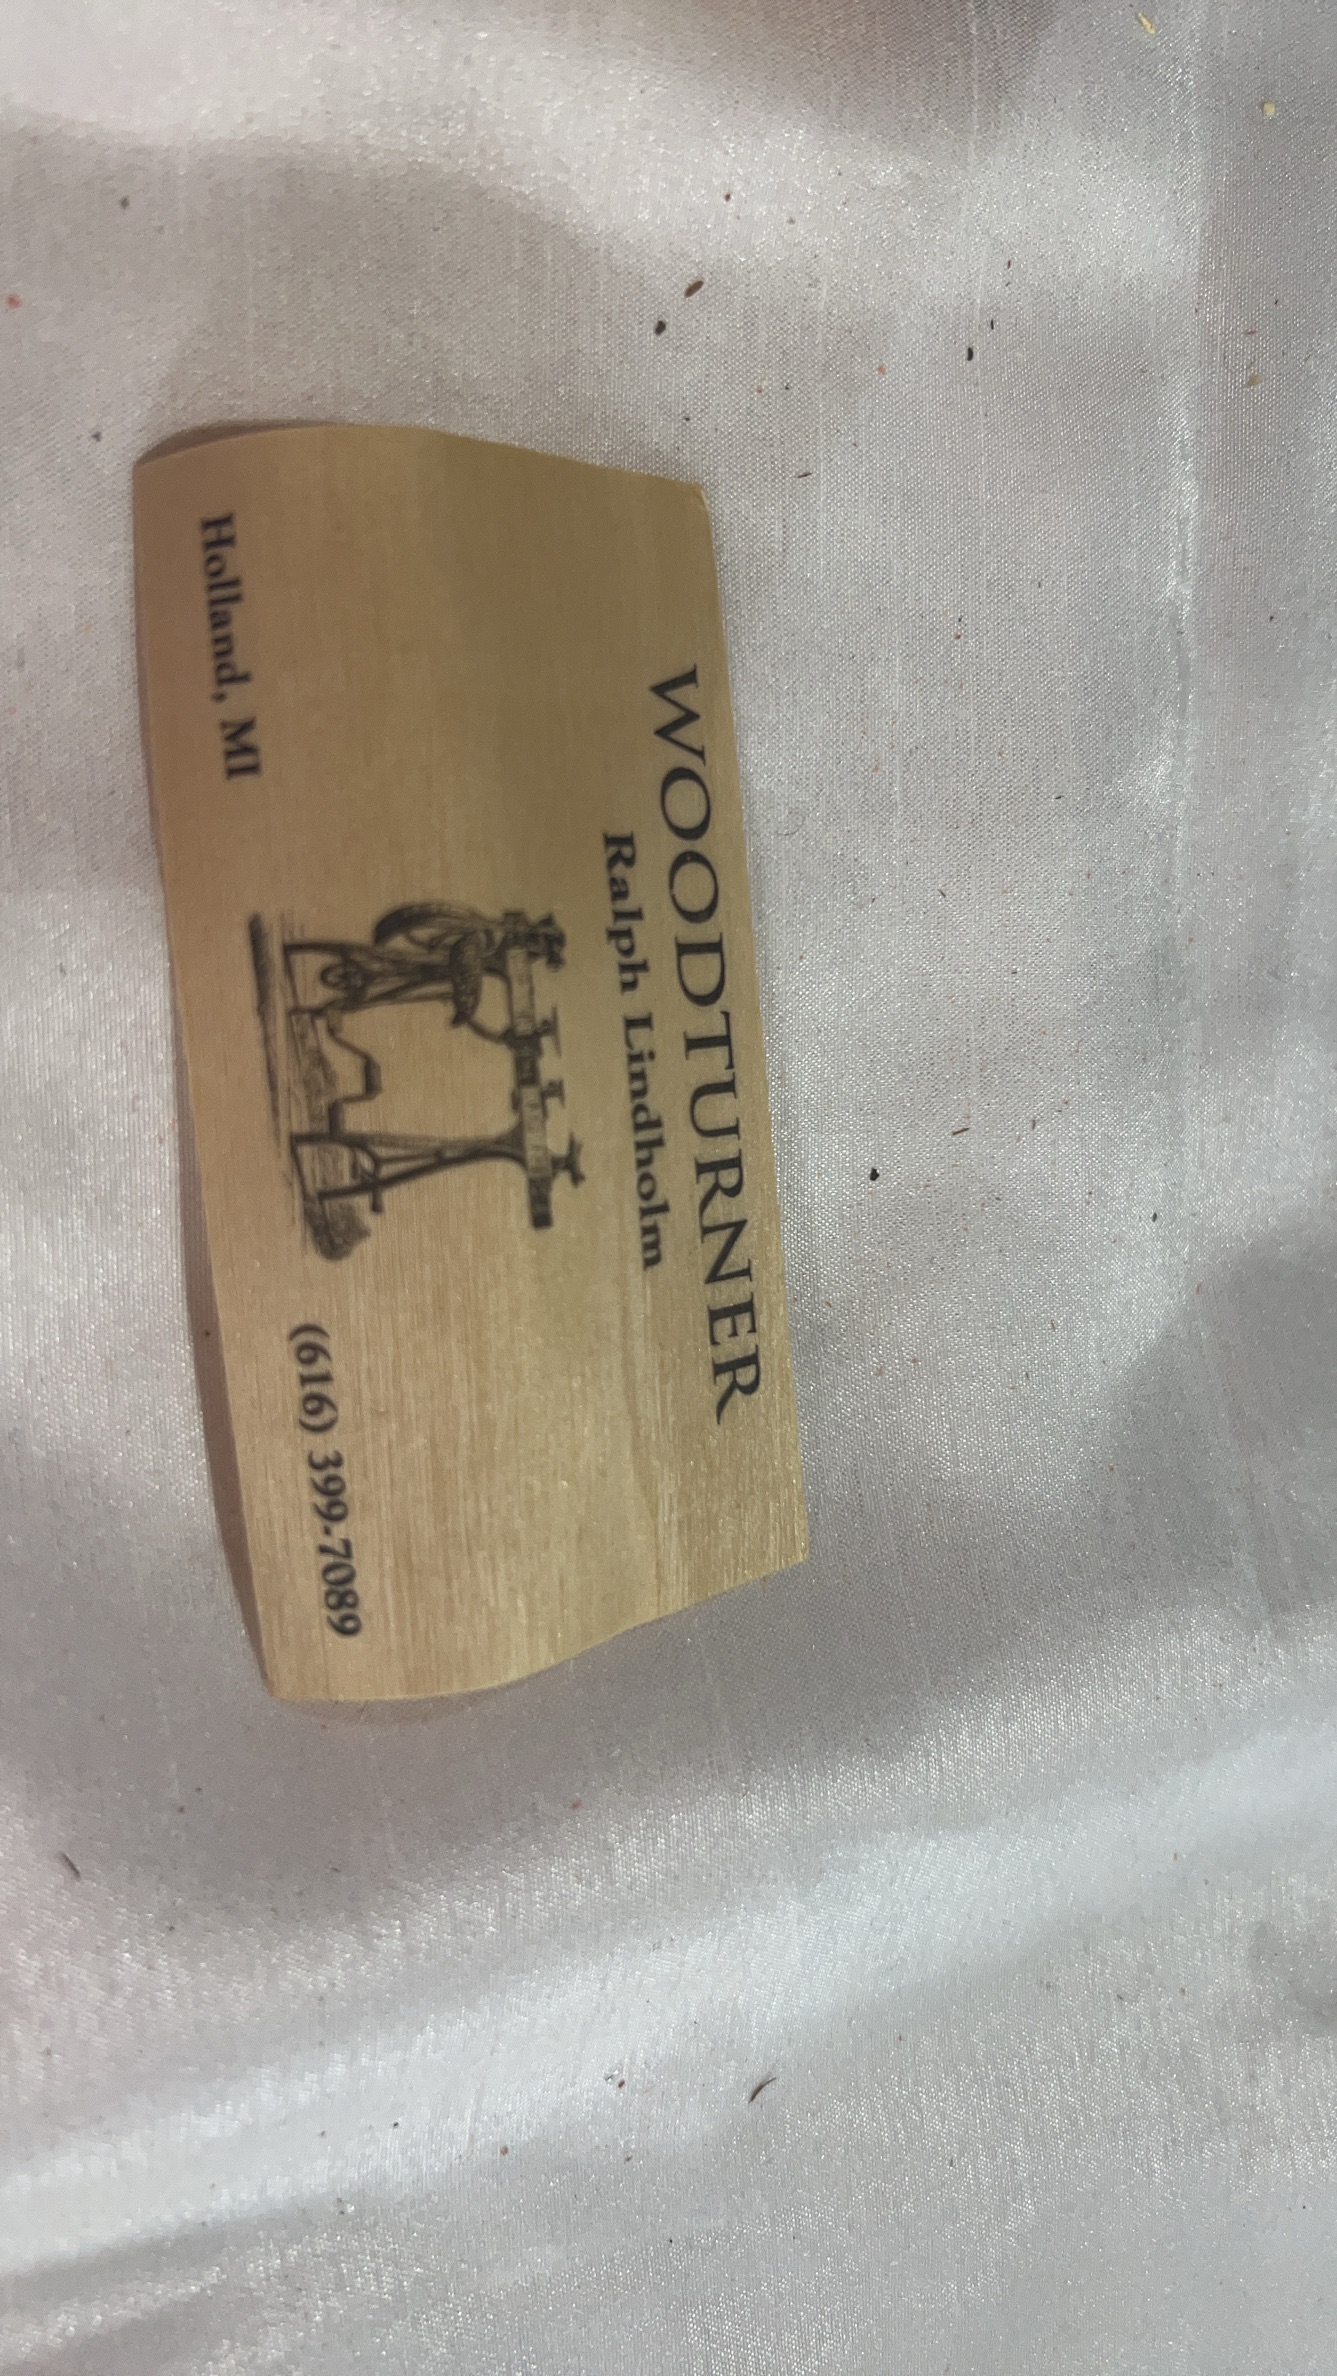 WOODTURNER
Ralph Lindholm
Holland, MI
(616) 399-7089